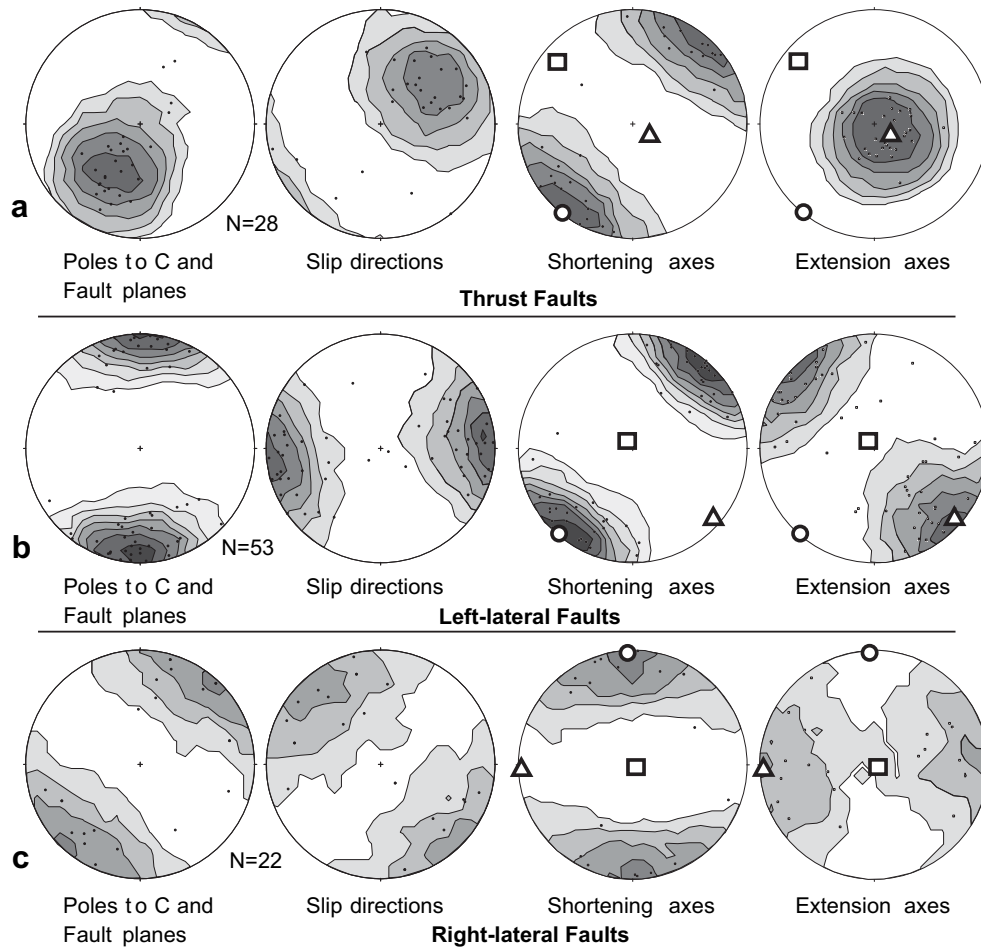 a
N=28
Poles to C and
Fault planes
Slip directions
Shortening axes
Extension axes
Thrust Faults
b
N=53
Poles to C and
Fault planes
Slip directions
Shortening axes
Extension axes
Left-lateral Faults
c
N=22
Poles to C and
Fault planes
Slip directions
Shortening axes
Extension axes
Right-lateral Faults